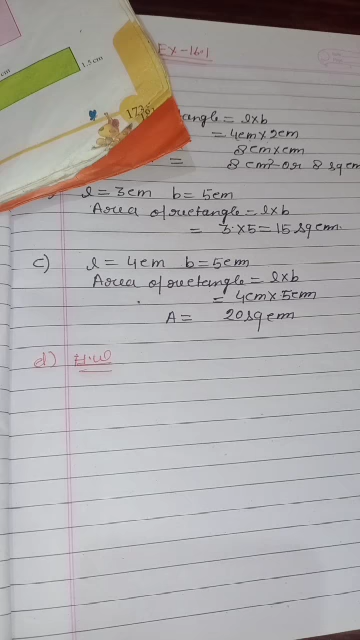 EX-16.1
1.5 cm
cm
angle = l×b
= 4cm×2cm
8cm×cm
= 8 cm² or 8 sq cm
l = 3cm b = 5cm
Area of rectangle = l×b
= 3×5 = 15 sq cm.
c) l = 4cm b = 5cm
Area of rectangle = l×b
= 4cm×5cm
A = 20 sq cm
d) H.W